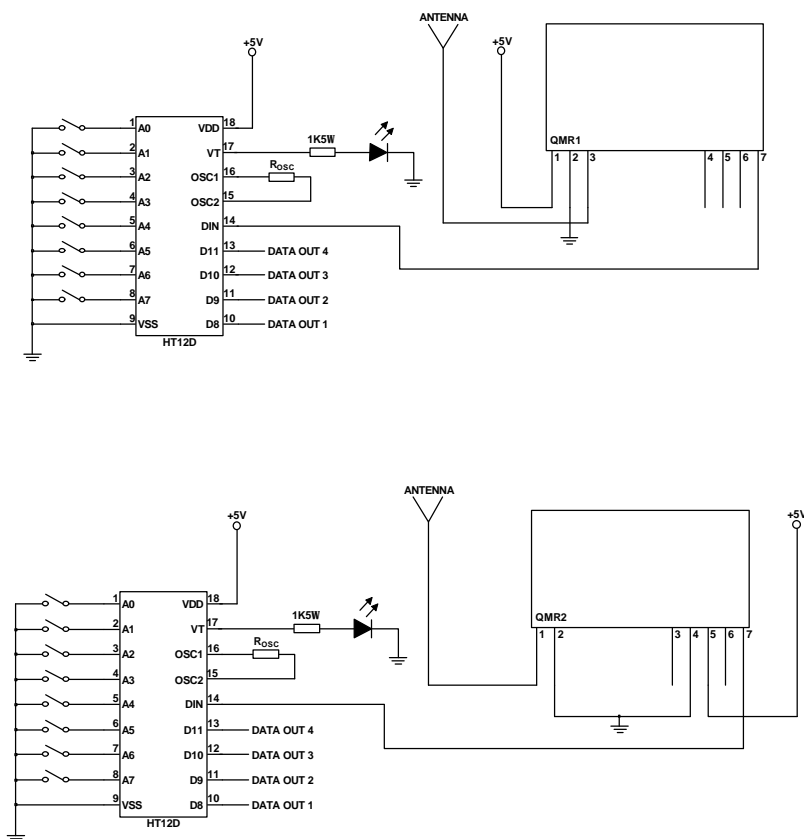 ANTENNA
+5V
+5V
1 A0 VDD 18
2 A1 VT 17
3 A2 OSC1 16
4 A3 OSC2 15
5 A4 DIN 14
6 A5 D11 13
7 A6 D10 12
8 A7 D9 11
9 VSS D8 10
HT12D
1K5W
ROSC
DATA OUT 4
DATA OUT 3
DATA OUT 2
DATA OUT 1
QMR1
1 2 3 4 5 6 7
ANTENNA
+5V
+5V
1 A0 VDD 18
2 A1 VT 17
3 A2 OSC1 16
4 A3 OSC2 15
5 A4 DIN 14
6 A5 D11 13
7 A6 D10 12
8 A7 D9 11
9 VSS D8 10
HT12D
1K5W
ROSC
DATA OUT 4
DATA OUT 3
DATA OUT 2
DATA OUT 1
QMR2
1 2 3 4 5 6 7